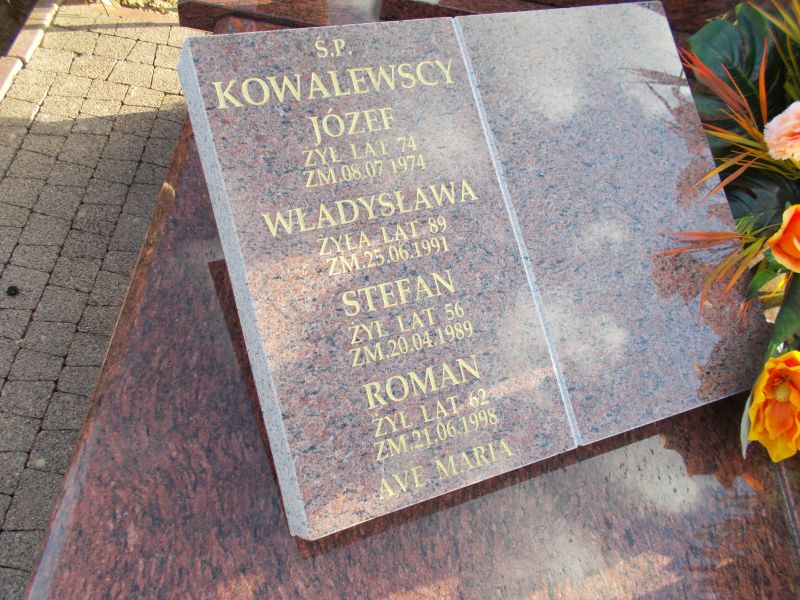 Ś.P.
KOWALEWSCY
JÓZEF
ŻYŁ LAT 74
ZM.08.07 1974
WŁADYSŁAWA
ŻYŁA LAT 89
ZM.25.06.1991
STEFAN
ŻYŁ LAT 56
ZM.20.04.1989
ROMAN
ŻYŁ LAT 62
ZM.21.06.1998
AVE MARIA